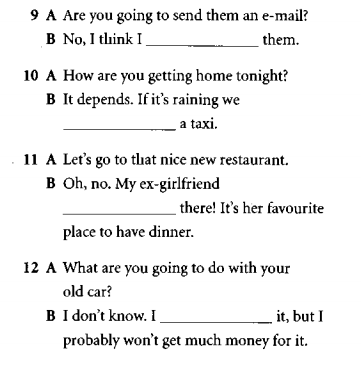 9 A Are you going to send them an e-mail?
B No, I think I ____________ them.
10 A How are you getting home tonight?
B It depends. If it's raining we
____________ a taxi.
11 A Let's go to that nice new restaurant.
B Oh, no. My ex-girlfriend
____________ there! It's her favourite
place to have dinner.
12 A What are you going to do with your
old car?
B I don't know. I ____________ it, but I
probably won't get much money for it.